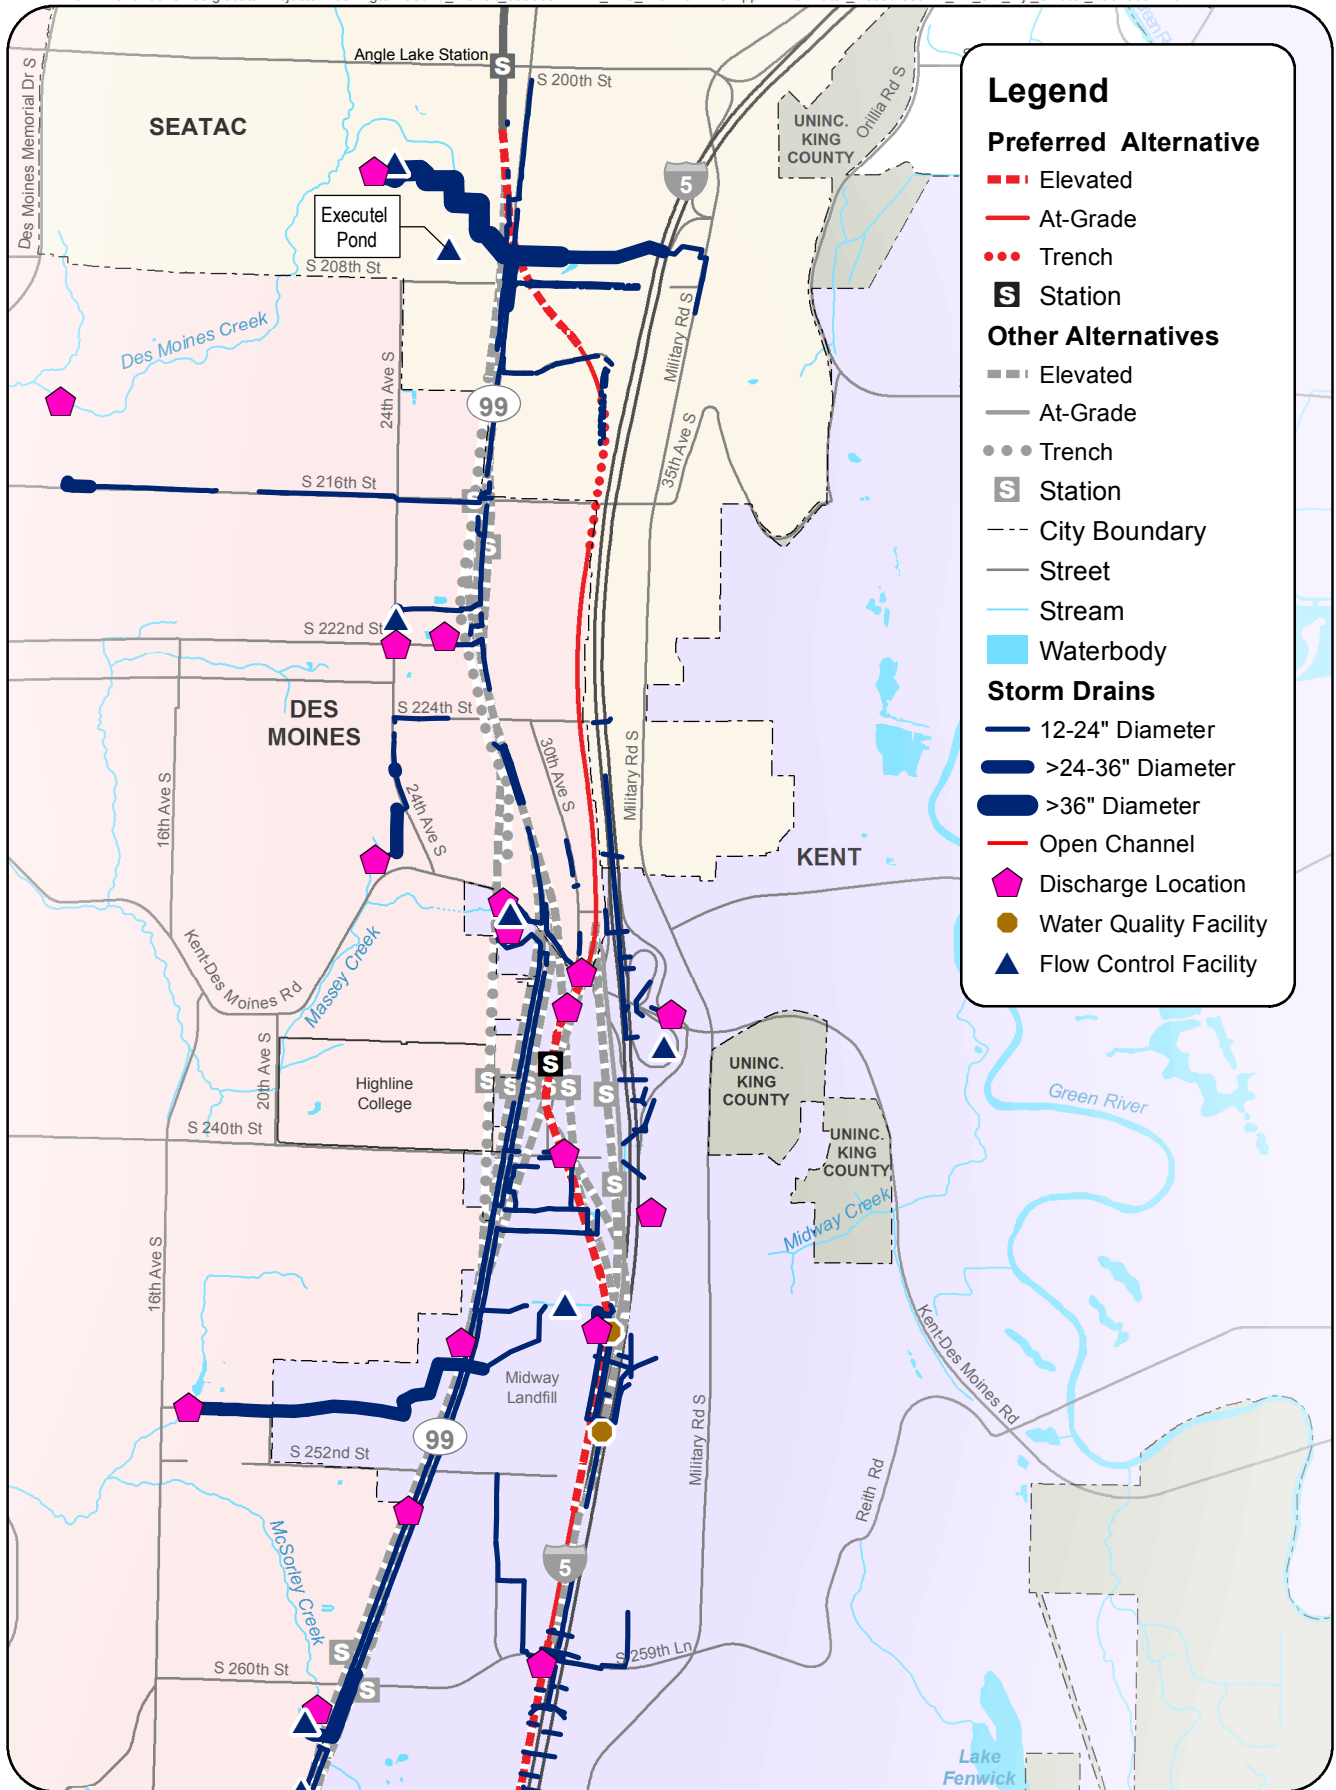 Angle Lake Station
S
S 200th St
Des Moines Memorial Dr S
SEATAC
UNINC.
KING
COUNTY
Orillia Rd S
5
Executel
Pond
S 208th St
Des Moines Creek
24th Ave S
Military Rd S
99
35th Ave S
S 216th St
S
S
S 222nd St
S 224th St
DES
MOINES
30th Ave S
Military Rd S
16th Ave S
24th Ave S
KENT
Kent-Des Moines Rd
Massey Creek
20th Ave S
Highline
College
S
S
S
S
S
S
UNINC.
KING
COUNTY
Green River
S 240th St
UNINC.
KING
COUNTY
S
Midway Creek
16th Ave S
Midway
Landfill
Kent-Des Moines Rd
Military Rd S
99
S 252nd St
Reith Rd
McSorley Creek
5
S
S 259th Ln
S 260th St
S
Lake
Fenwick
Legend
Preferred Alternative
Elevated
At-Grade
Trench
S Station
Other Alternatives
Elevated
At-Grade
Trench
S Station
City Boundary
Street
Stream
Waterbody
Storm Drains
12-24" Diameter
>24-36" Diameter
>36" Diameter
Open Channel
Discharge Location
Water Quality Facility
Flow Control Facility